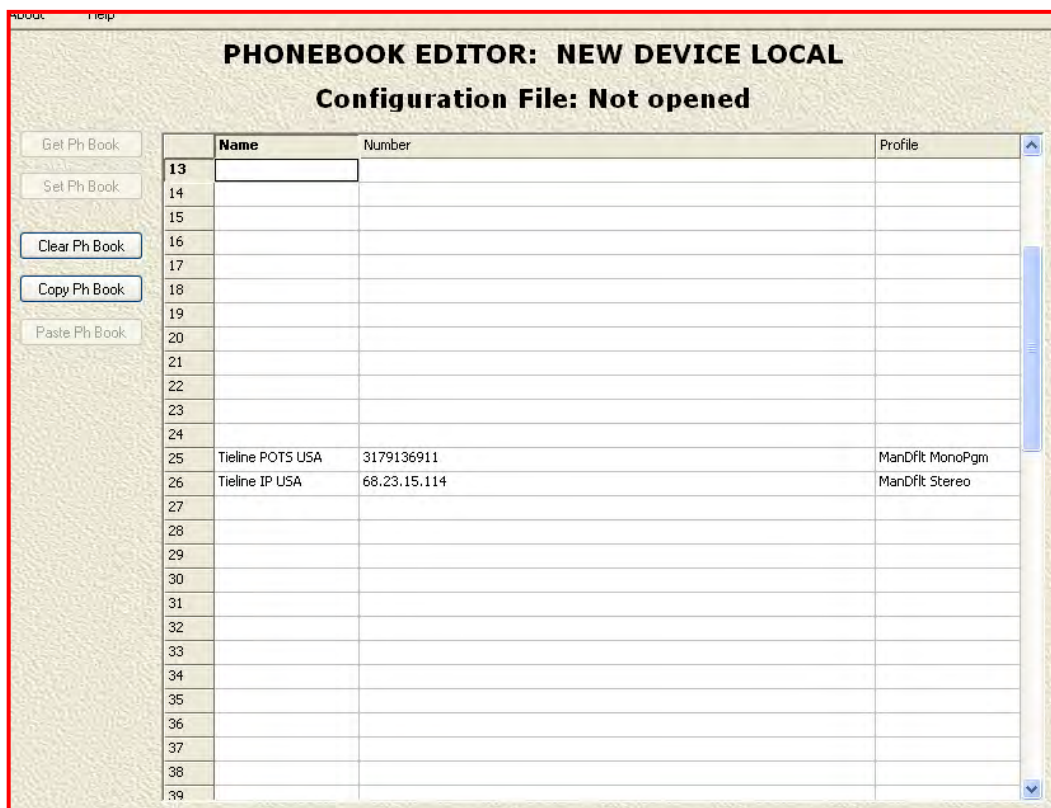 About Help
PHONEBOOK EDITOR: NEW DEVICE LOCAL
Configuration File: Not opened
Get Ph Book
Set Ph Book
Clear Ph Book
Copy Ph Book
Paste Ph Book
Name Number Profile
13
14
15
16
17
18
19
20
21
22
23
24
25 Tieline POTS USA 3179136911 ManDflt MonoPgm
26 Tieline IP USA 68.23.15.114 ManDflt Stereo
27
28
29
30
31
32
33
34
35
36
37
38
39